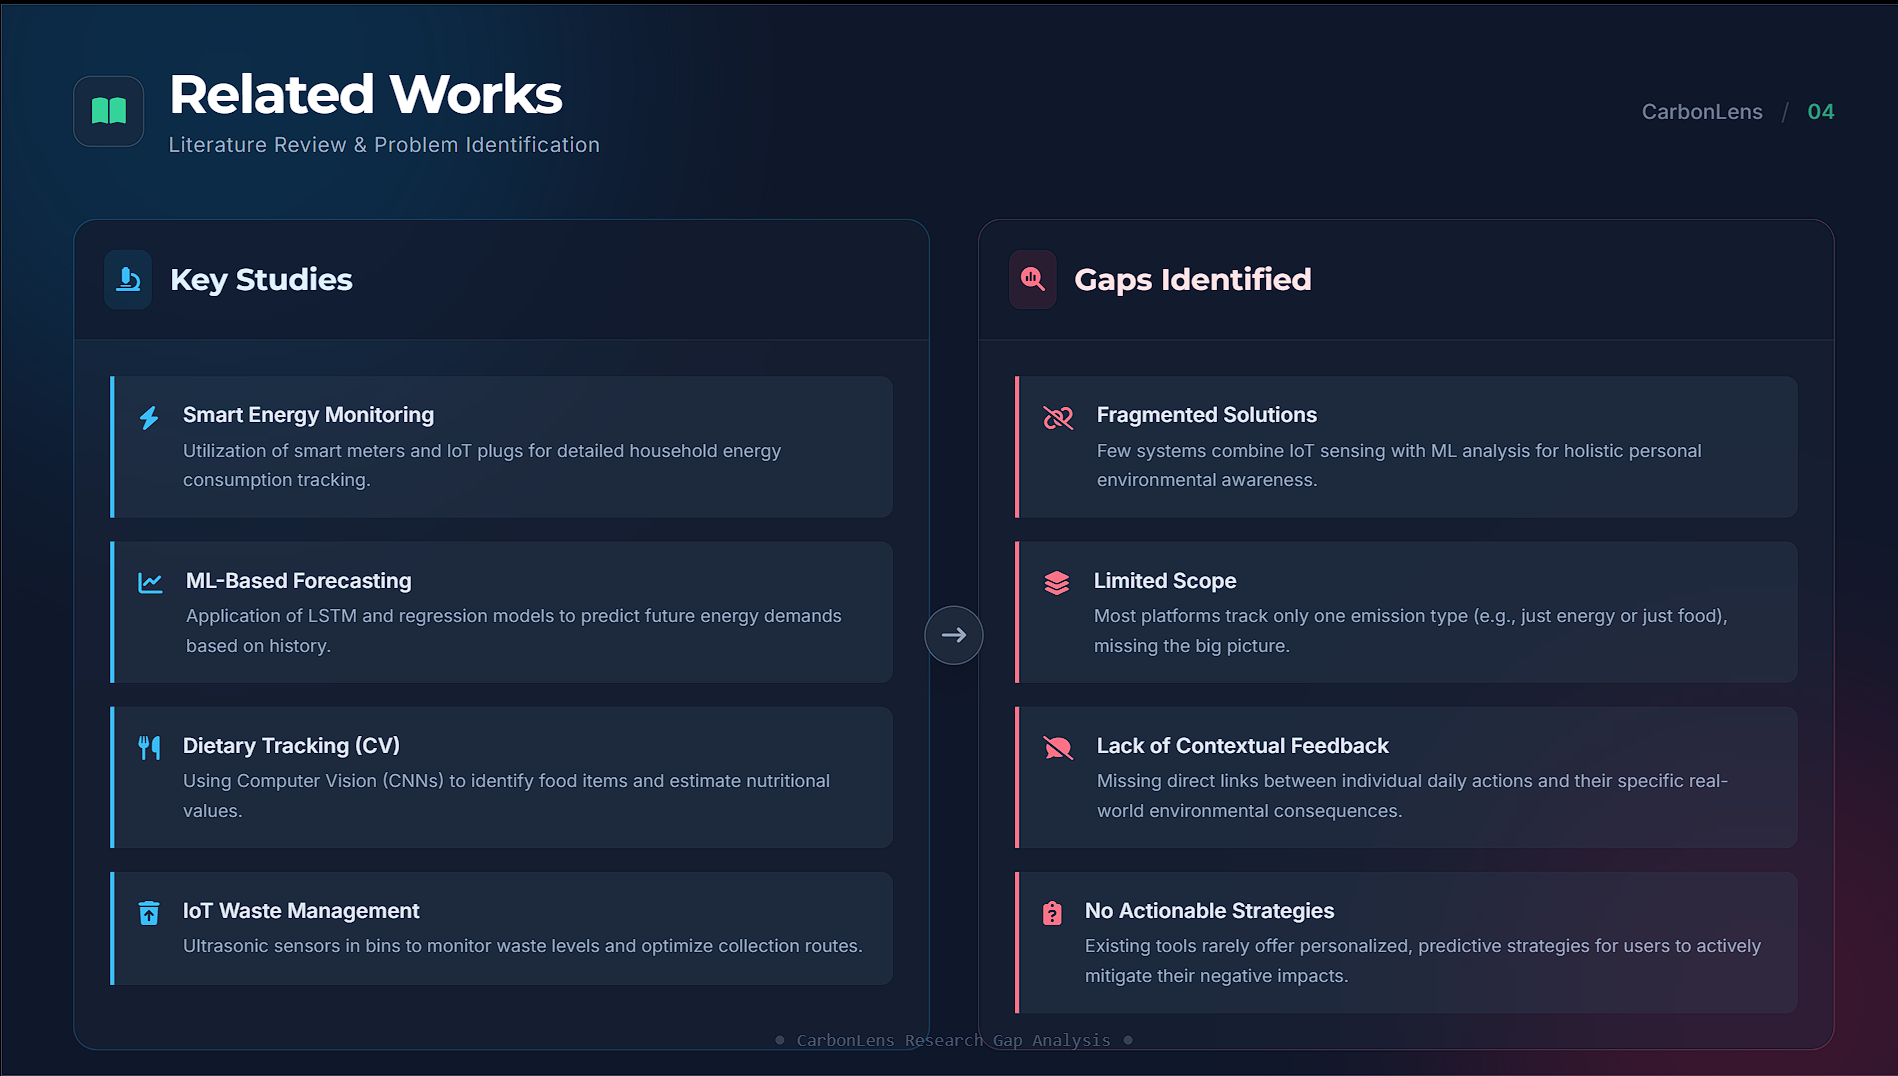 Related Works
Literature Review & Problem Identification
CarbonLens / 04
Key Studies
Smart Energy Monitoring
Utilization of smart meters and IoT plugs for detailed household energy
consumption tracking.
ML-Based Forecasting
Application of LSTM and regression models to predict future energy demands
based on history.
Dietary Tracking (CV)
Using Computer Vision (CNNs) to identify food items and estimate nutritional
values.
IoT Waste Management
Ultrasonic sensors in bins to monitor waste levels and optimize collection routes.
Gaps Identified
Fragmented Solutions
Few systems combine IoT sensing with ML analysis for holistic personal
environmental awareness.
Limited Scope
Most platforms track only one emission type (e.g., just energy or just food),
missing the big picture.
Lack of Contextual Feedback
Missing direct links between individual daily actions and their specific real-
world environmental consequences.
No Actionable Strategies
Existing tools rarely offer personalized, predictive strategies for users to actively
mitigate their negative impacts.
CarbonLens Research Gap Analysis